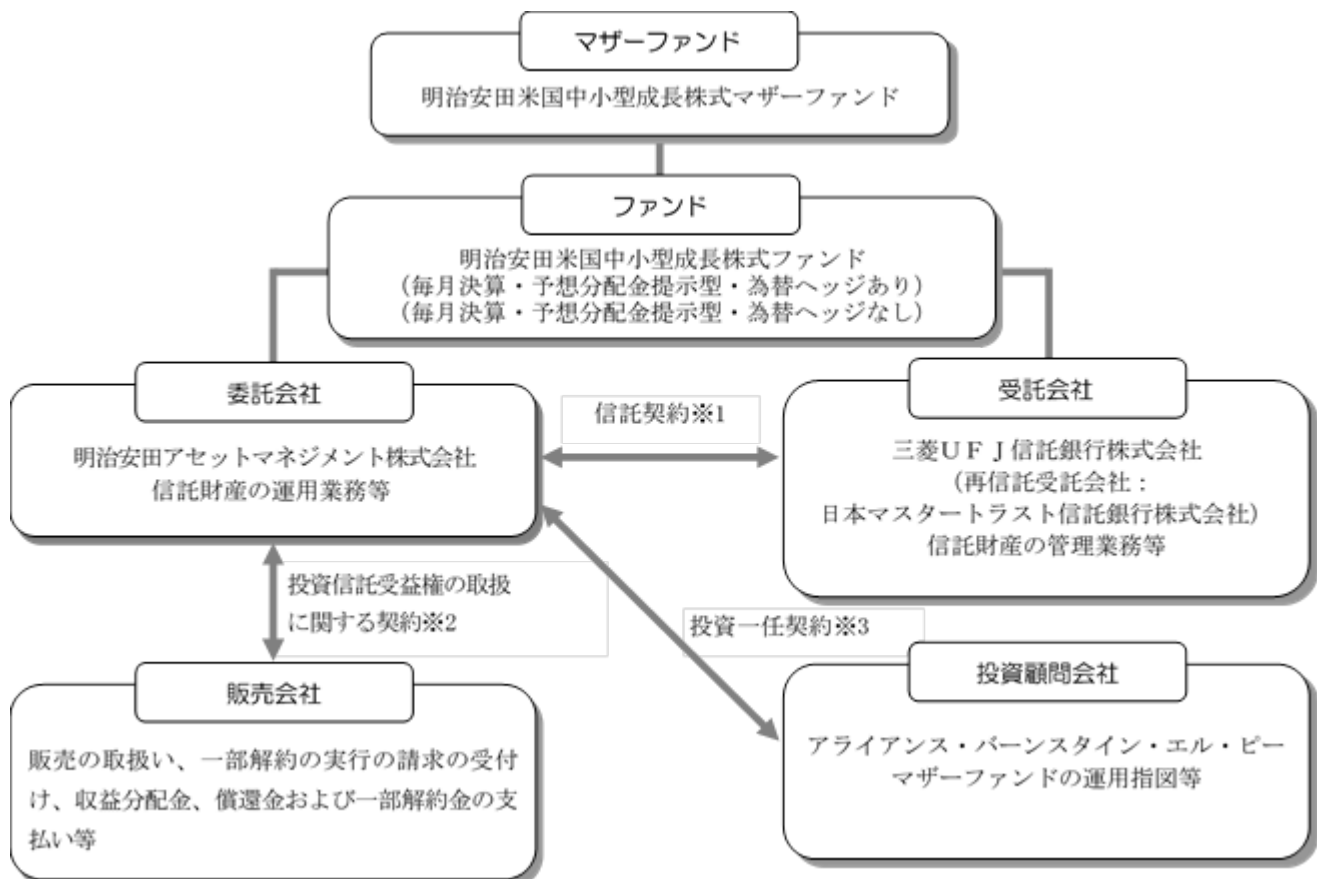 マザーファンド
明治安田米国中小型成長株式マザーファンド
ファンド
明治安田米国中小型成長株式ファンド
(毎月決算・予想分配金提示型・為替ヘッジあり)
(毎月決算・予想分配金提示型・為替ヘッジなし)
委託会社
明治安田アセットマネジメント株式会社
信託財産の運用業務等
信託契約※1
受託会社
三菱UFJ信託銀行株式会社
(再信託受託会社:
日本マスタートラスト信託銀行株式会社)
信託財産の管理業務等
投資信託受益権の取扱
に関する契約※2
投資一任契約※3
販売会社
販売の取扱い、一部解約の実行の請求の受付
け、収益分配金、償還金および一部解約金の支
払い等
投資顧問会社
アライアンス・バーンスタイン・エル・ピー
マザーファンドの運用指図等